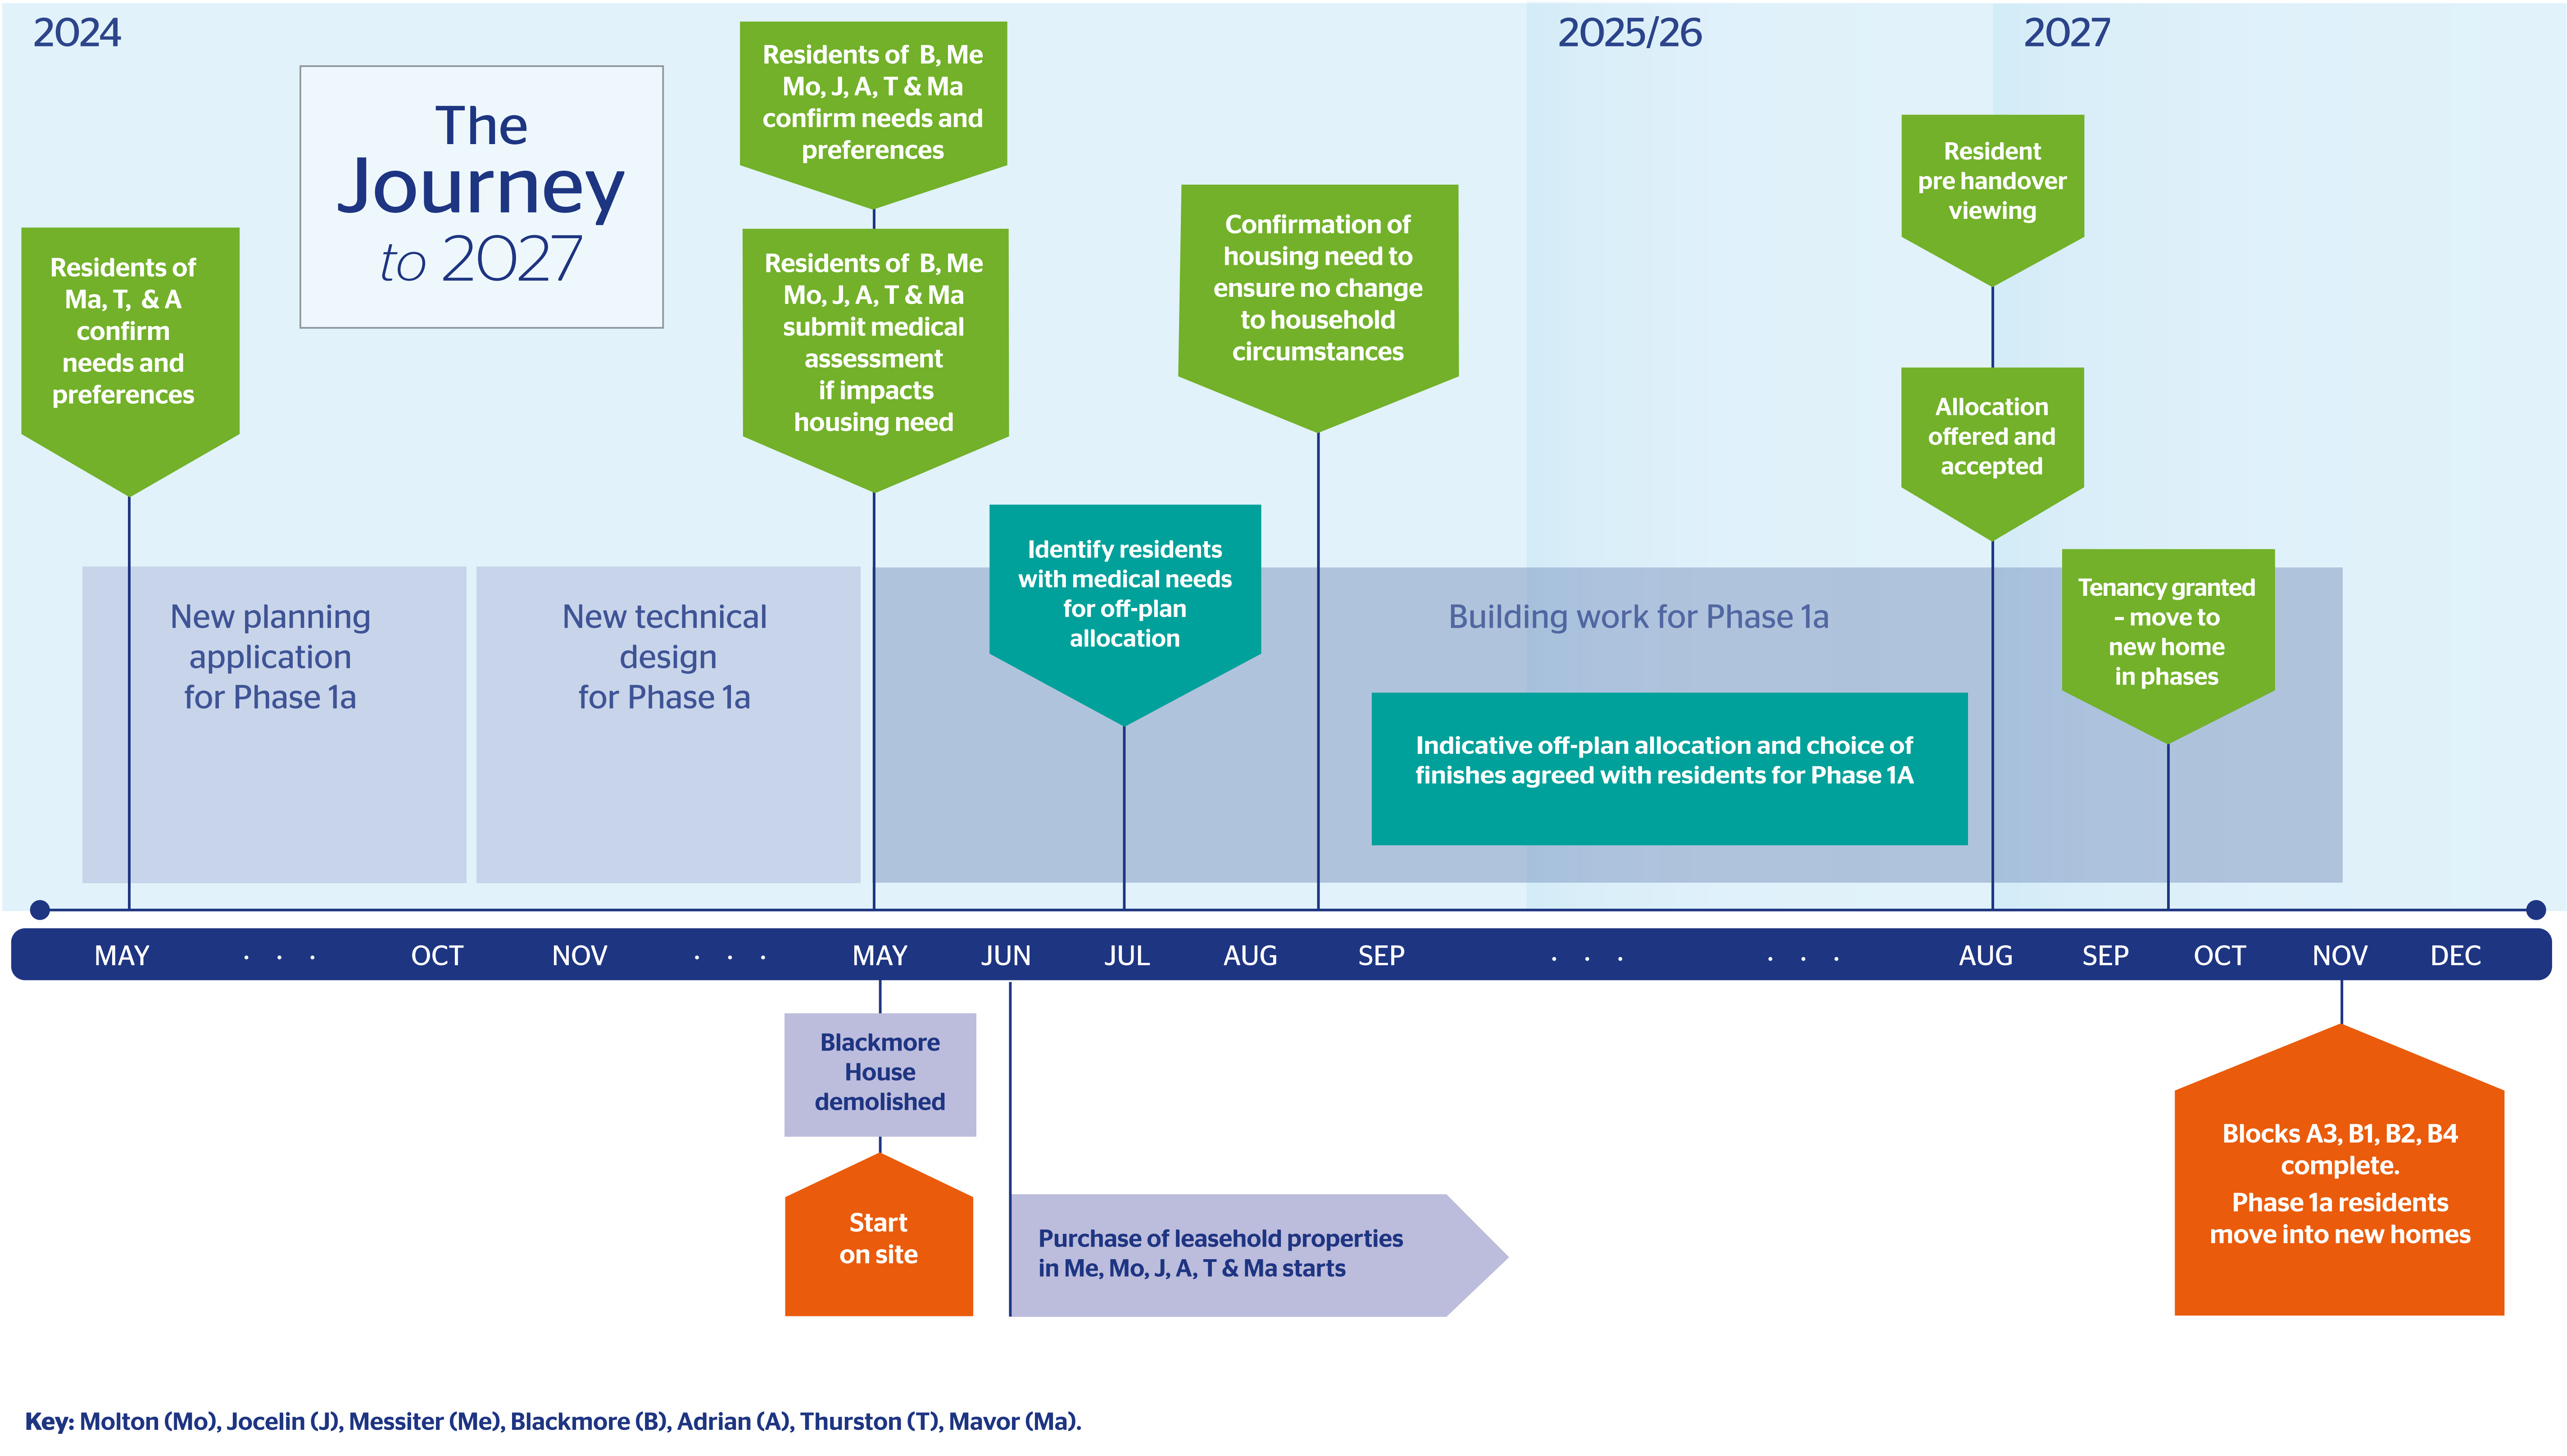 2024
2025/26
2027
The
Journey
to 2027
Residents of
Ma, T, & A
confirm
needs and
preferences
Residents of B, Me
Mo, J, A, T & Ma
confirm needs and
preferences
Residents of B, Me
Mo, J, A, T & Ma
submit medical
assessment
if impacts
housing need
Confirmation of
housing need to
ensure no change
to household
circumstances
Resident
pre handover
viewing
Allocation
offered and
accepted
Identify residents
with medical needs
for off-plan
allocation
Tenancy granted
– move to
new home
in phases
New planning
application
for Phase 1a
New technical
design
for Phase 1a
Building work for Phase 1a
Indicative off-plan allocation and choice of
finishes agreed with residents for Phase 1A
MAY . . . OCT NOV . . . MAY JUN JUL AUG SEP . . . . . . AUG SEP OCT NOV DEC
Blackmore
House
demolished
Start
on site
Purchase of leasehold properties
in Me, Mo, J, A, T & Ma starts
Blocks A3, B1, B2, B4
complete.
Phase 1a residents
move into new homes
Key: Molton (Mo), Jocelin (J), Messiter (Me), Blackmore (B), Adrian (A), Thurston (T), Mavor (Ma).